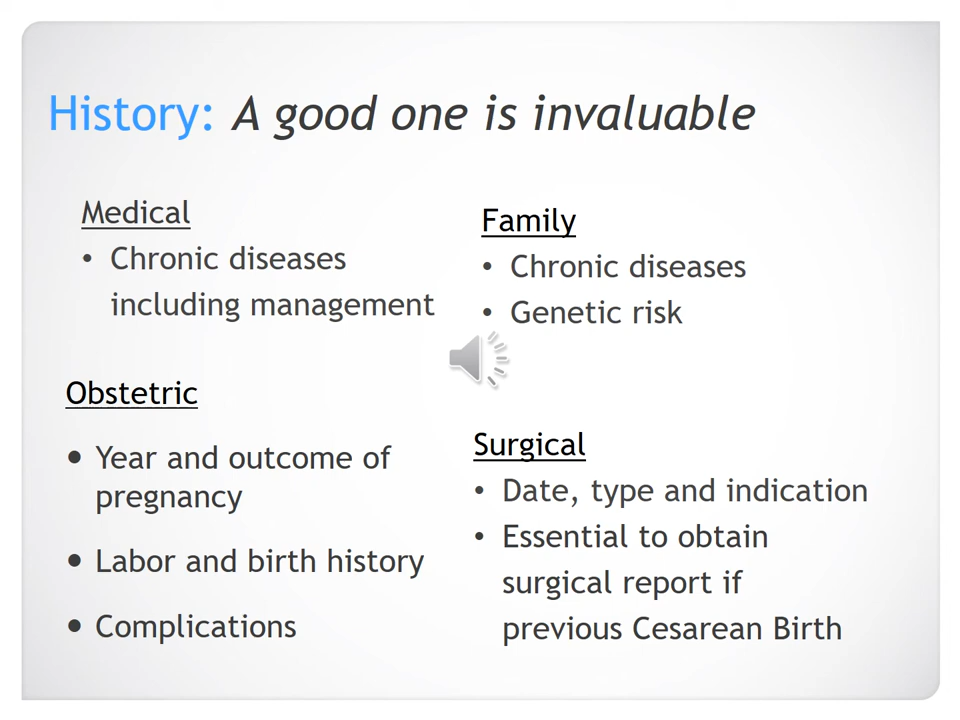 History: A good one is invaluable
Medical
• Chronic diseases
including management
Family
• Chronic diseases
• Genetic risk
Obstetric
• Year and outcome of
pregnancy
• Labor and birth history
• Complications
Surgical
• Date, type and indication
• Essential to obtain
surgical report if
previous Cesarean Birth